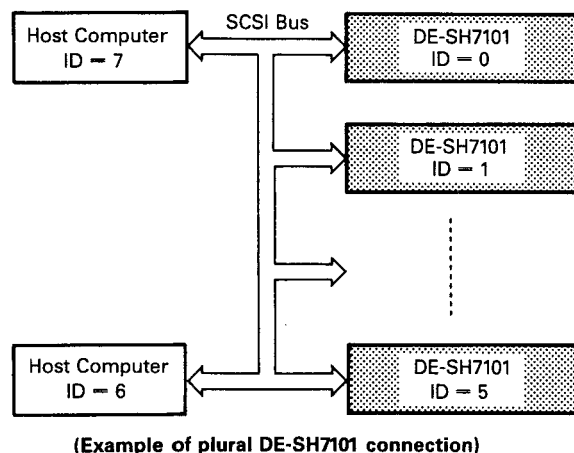 Host Computer
ID = 7
SCSI Bus
DE-SH7101
ID = 0
DE-SH7101
ID = 1
Host Computer
ID = 6
DE-SH7101
ID = 5
(Example of plural DE-SH7101 connection)